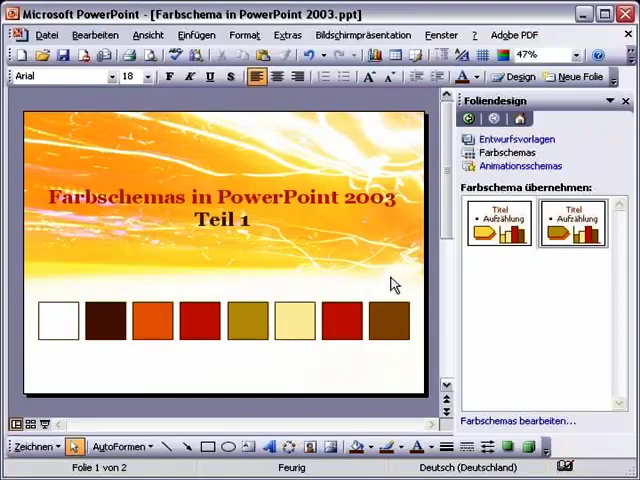 Microsoft PowerPoint - [Farbschema in PowerPoint 2003.ppt]
Datei Bearbeiten Ansicht Einfügen Format Extras Bildschirmpräsentation Fenster ? Adobe PDF
47%
Arial 18 F K U S A A A Design Neue Folie
Foliendesign
Entwurfsvorlagen
Farbschemas
Animationsschemas
Farbschema übernehmen:
Titel
• Aufzählung
Titel
• Aufzählung
Farbschemas in PowerPoint 2003
Teil 1
Farbschemas bearbeiten...
Zeichnen AutoFormen A A
Folie 1 von 2 Feurig Deutsch (Deutschland)